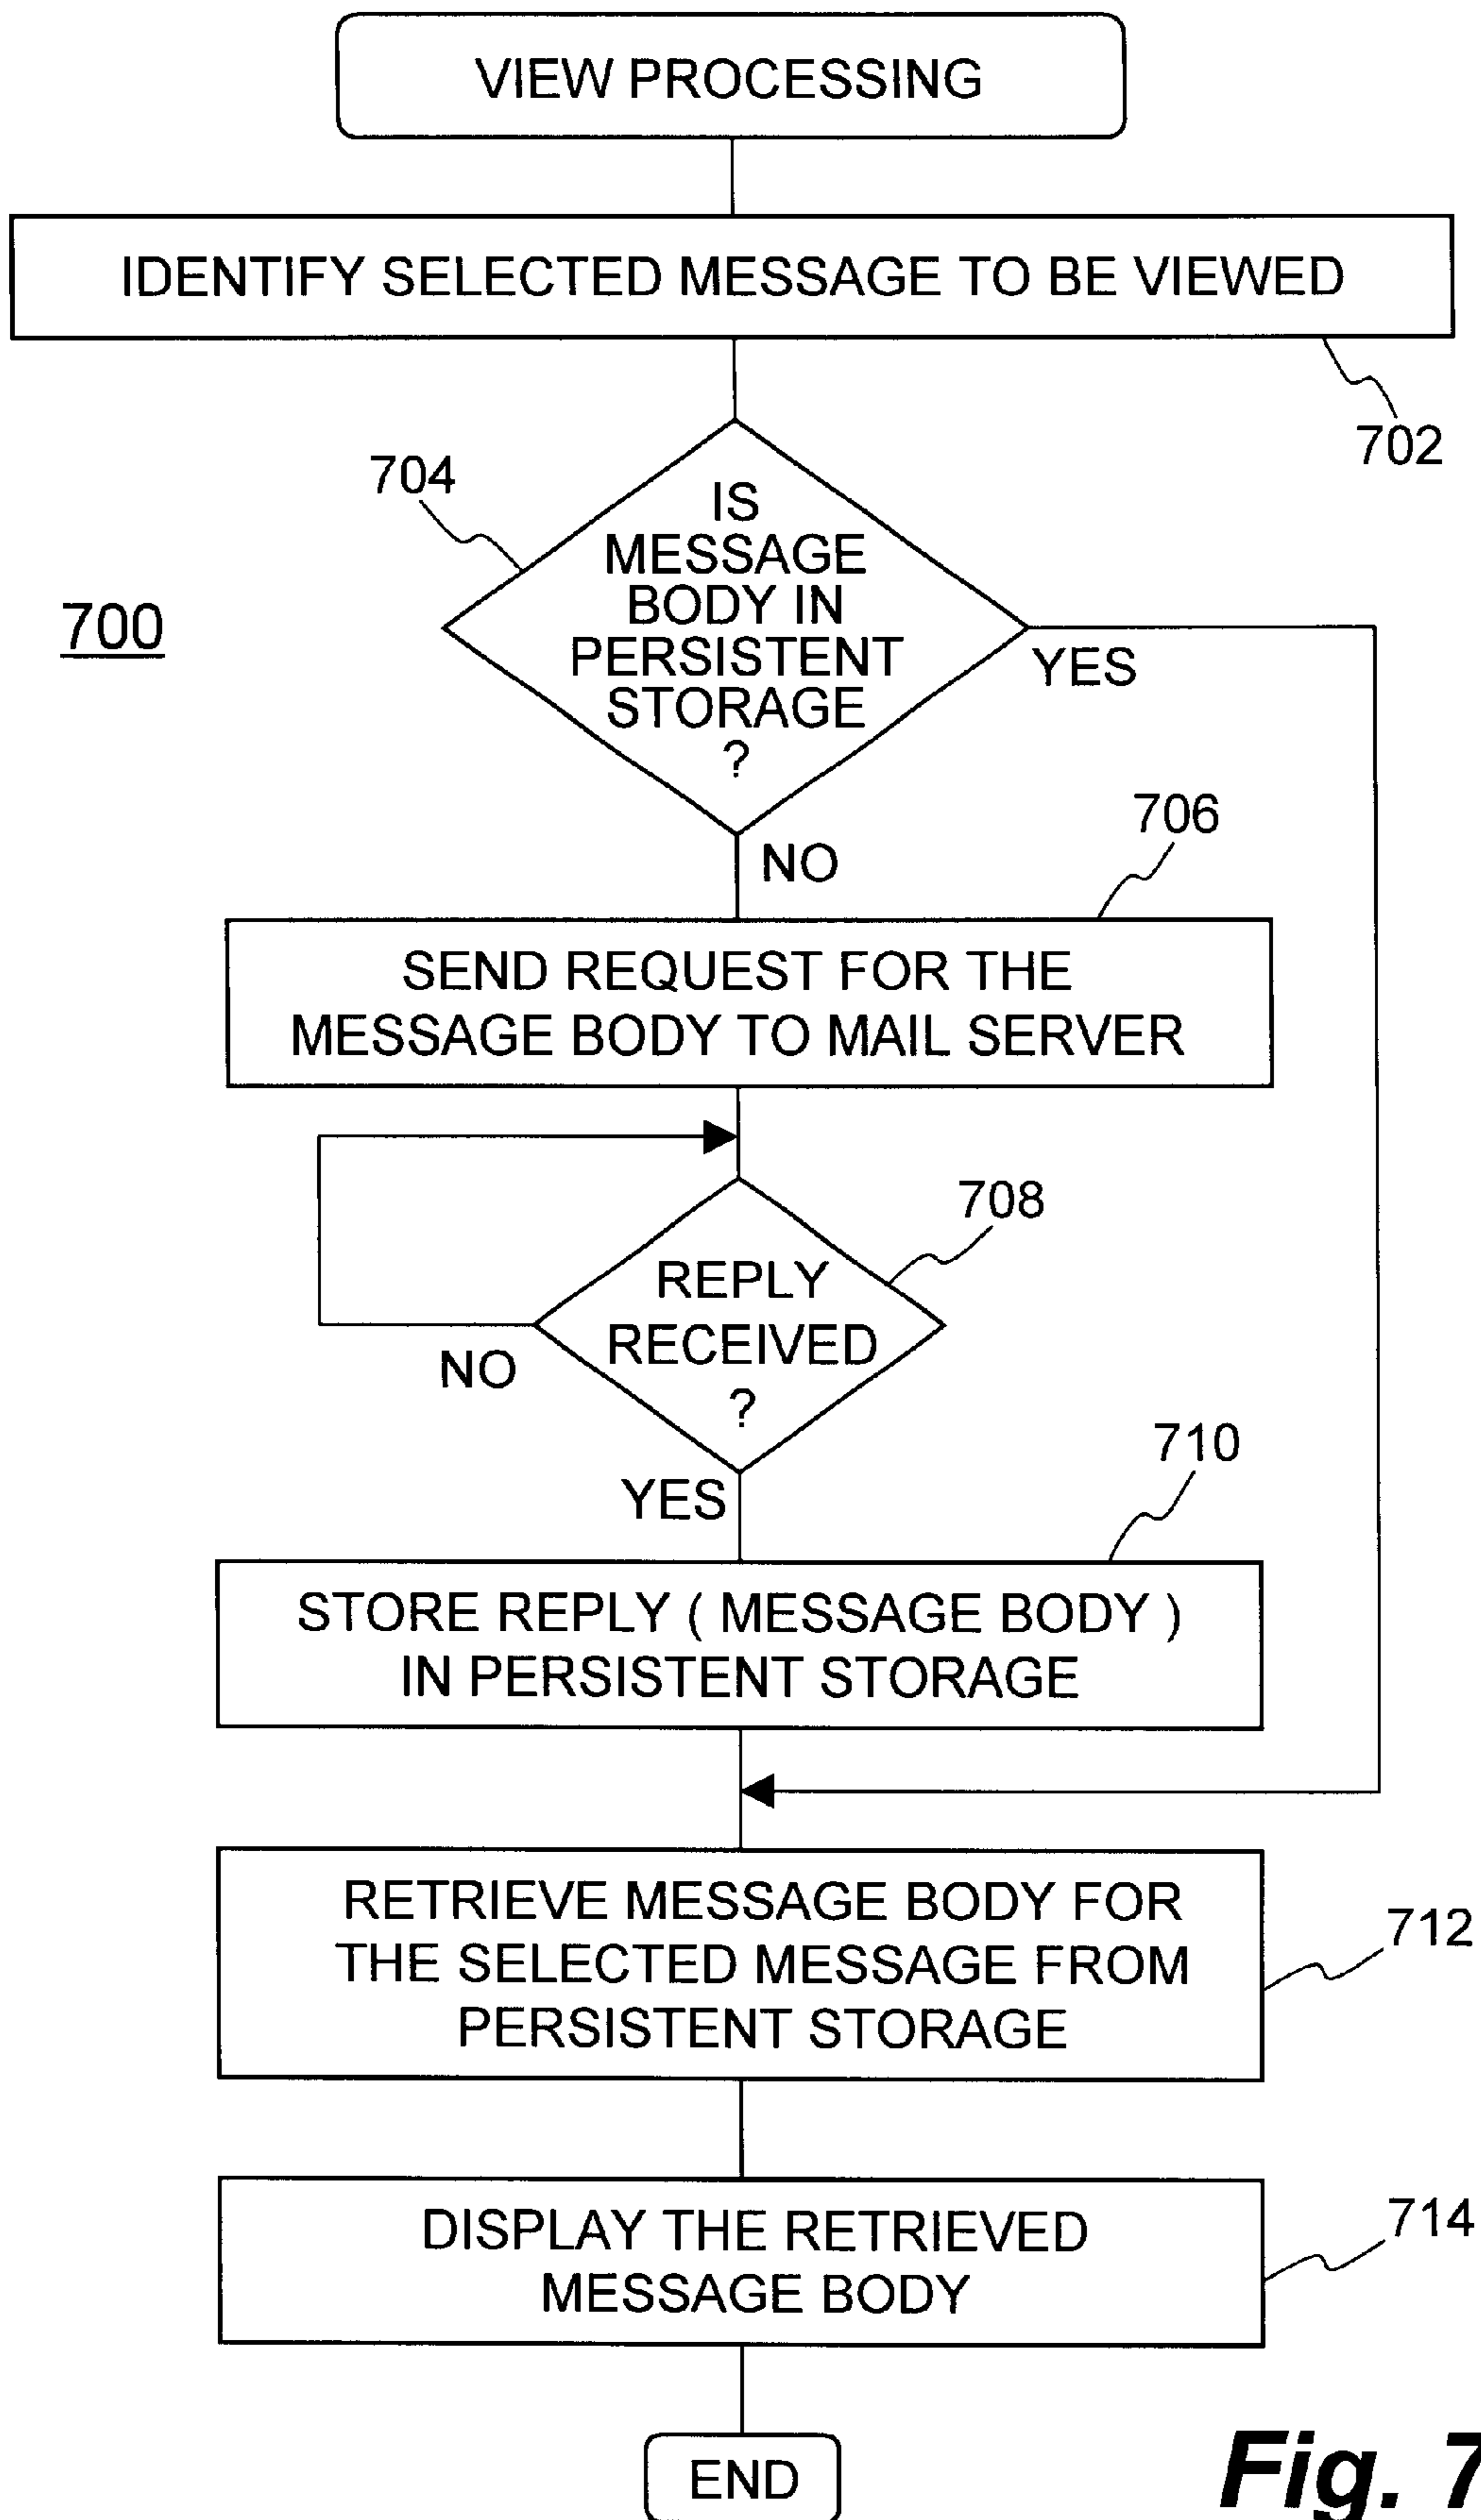 VIEW PROCESSING
IDENTIFY SELECTED MESSAGE TO BE VIEWED
702
704
IS
MESSAGE
BODY IN
PERSISTENT
STORAGE
?
700
YES
706
NO
SEND REQUEST FOR THE
MESSAGE BODY TO MAIL SERVER
708
REPLY
RECEIVED
?
NO
710
YES
STORE REPLY ( MESSAGE BODY )
IN PERSISTENT STORAGE
RETRIEVE MESSAGE BODY FOR
THE SELECTED MESSAGE FROM
PERSISTENT STORAGE
712
DISPLAY THE RETRIEVED
MESSAGE BODY
714
END
Fig. 7